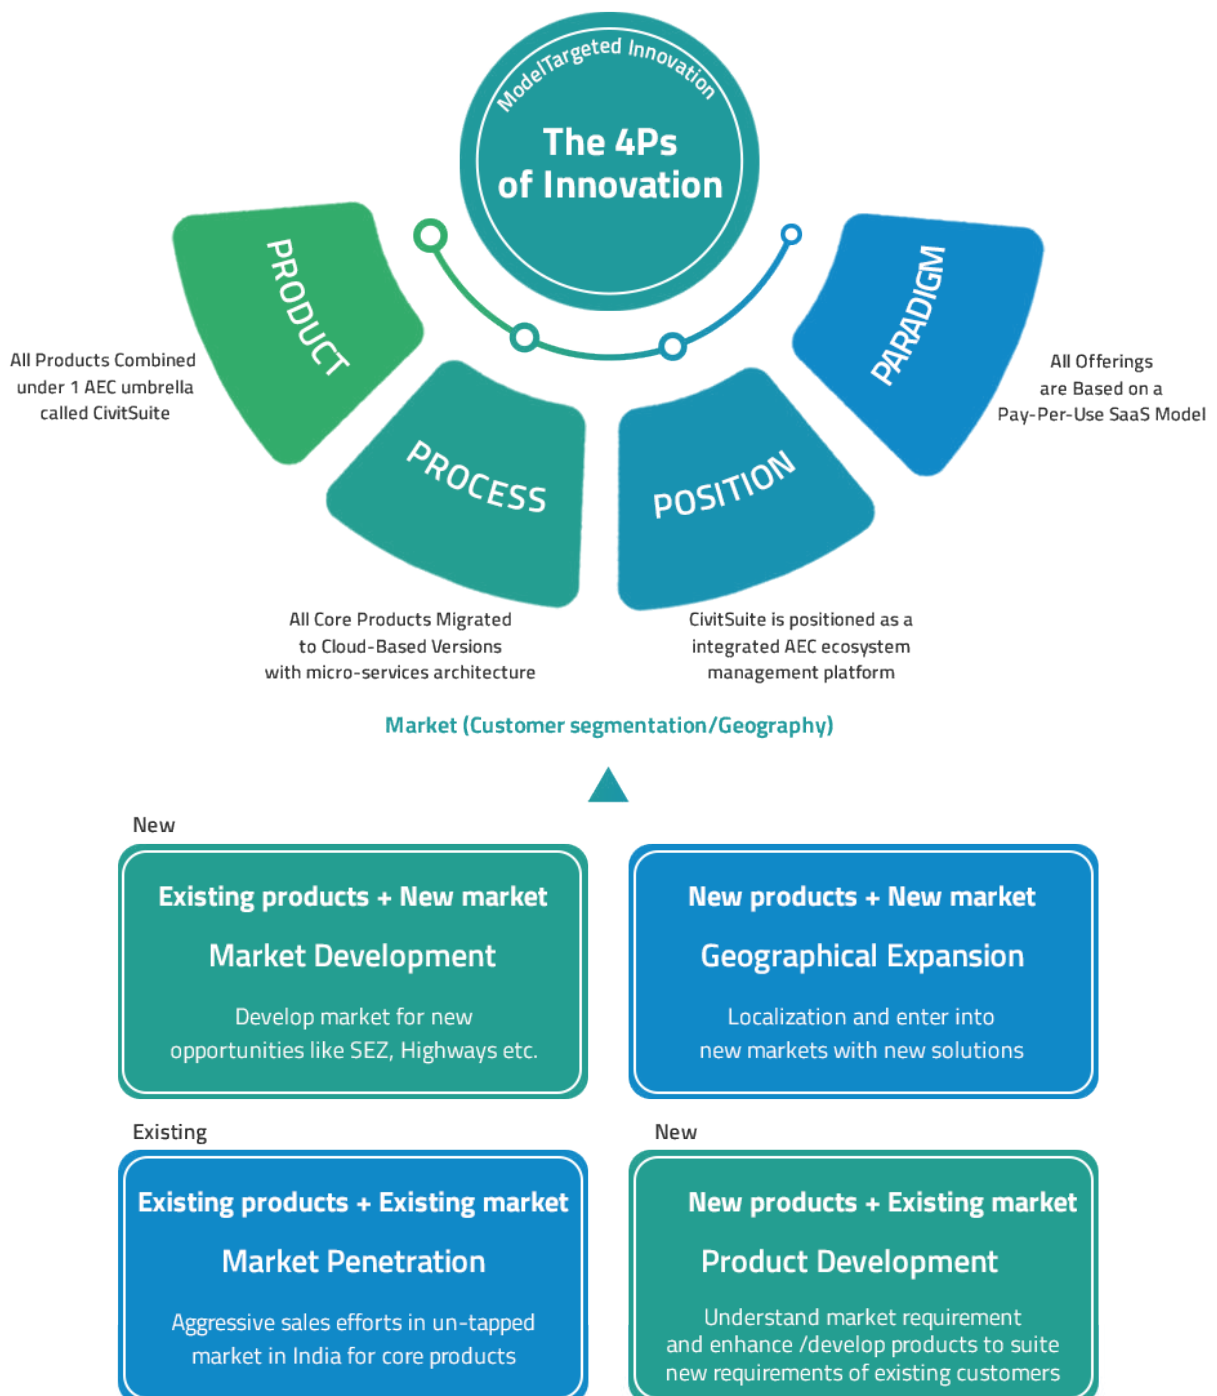 ModelTargeted Innovation
The 4Ps
of Innovation
PRODUCT
All Products Combined
under 1 AEC umbrella
called CivitSuite
PROCESS
All Core Products Migrated
to Cloud-Based Versions
with micro-services architecture
POSITION
CivitSuite is positioned as a
integrated AEC ecosystem
management platform
PARADIGM
All Offerings
are Based on a
Pay-Per-Use SaaS Model
Market (Customer segmentation/Geography)
New
Existing products + New market
Market Development
Develop market for new
opportunities like SEZ, Highways etc.
New products + New market
Geographical Expansion
Localization and enter into
new markets with new solutions
Existing
Existing products + Existing market
Market Penetration
Aggressive sales efforts in un-tapped
market in India for core products
New
New products + Existing market
Product Development
Understand market requirement
and enhance /develop products to suite
new requirements of existing customers